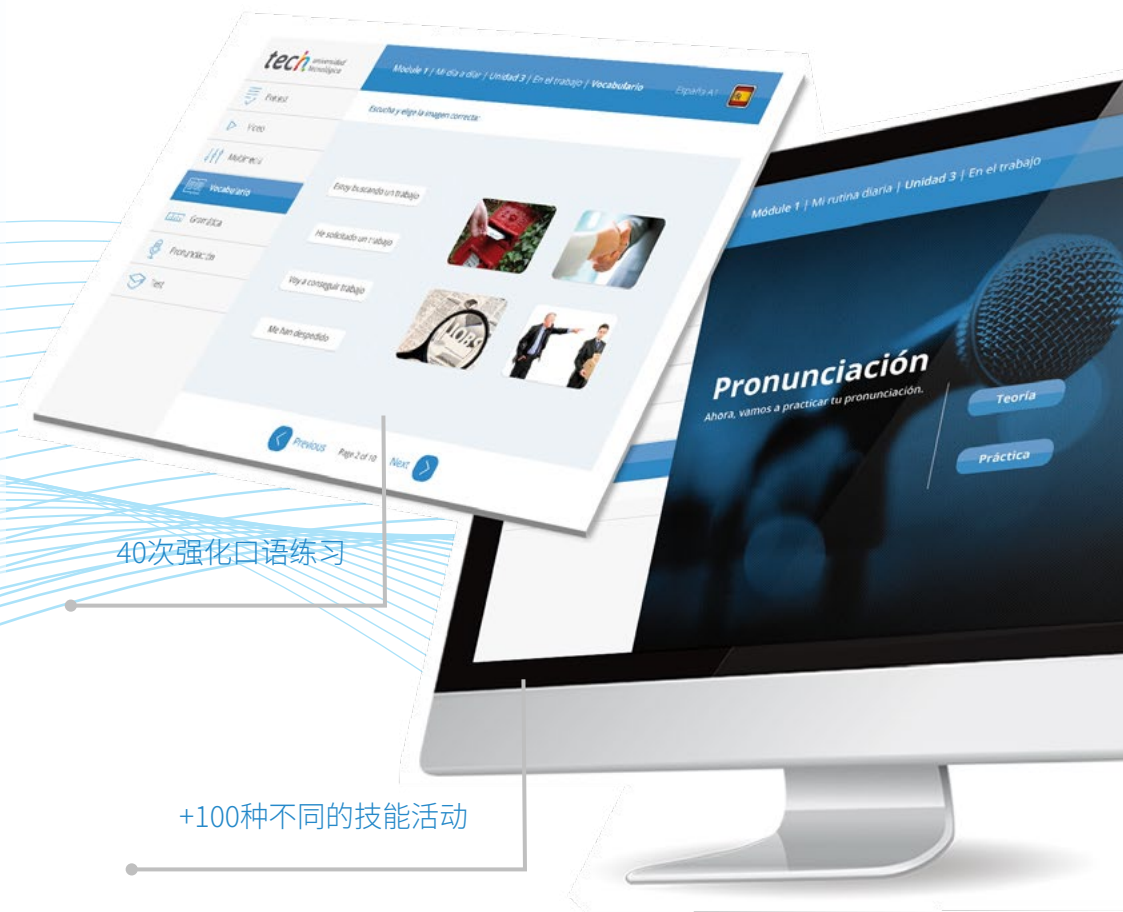 tech universidad
tecnológica
Module 1 | Mi día a diar | Unidad 3 | En el trabajo | Vocabulario
España A1
Escucha y elige la imagen correcta:
Vídeo
Vocabulario
Gramática
Pronunciación
Test
Estoy buscando un trabajo
He solicitado un trabajo
Voy a conseguir trabajo
Me han despedido
JOBS
Previous
Page 2 of 10
Next
Módulo 1 | Mi rutina diaria | Unidad 3 | En el trabajo
Pronunciación
Ahora, vamos a practicar tu pronunciación.
Teoría
Práctica
40次强化口语练习
+100种不同的技能活动